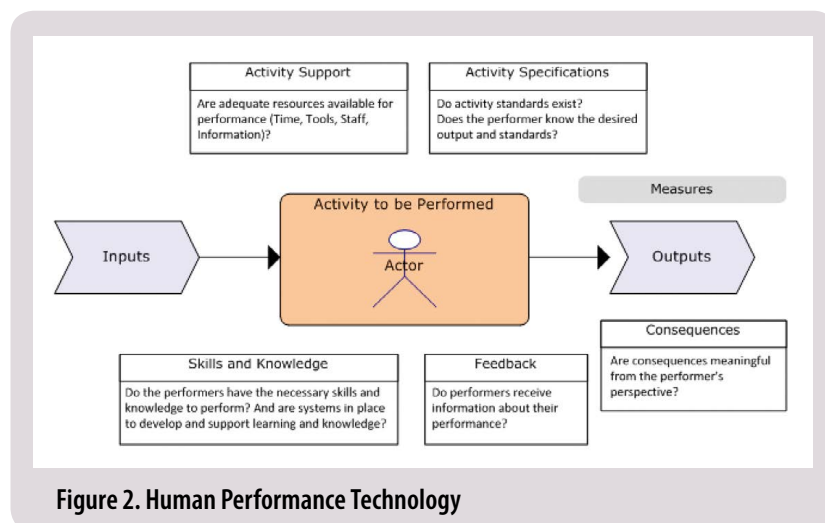 Activity Support
Are adequate resources available for
performance (Time, Tools, Staff,
Information)?
Activity Specifications
Do activity standards exist?
Does the performer know the desired
output and standards?
Measures
Inputs
Activity to be Performed
Actor
Outputs
Skills and Knowledge
Do the performers have the necessary skills and
knowledge to perform? And are systems in place
to develop and support learning and knowledge?
Feedback
Do performers receive
information about their
performance?
Consequences
Are consequences meaningful
from the performer's
perspective?
Figure 2. Human Performance Technology